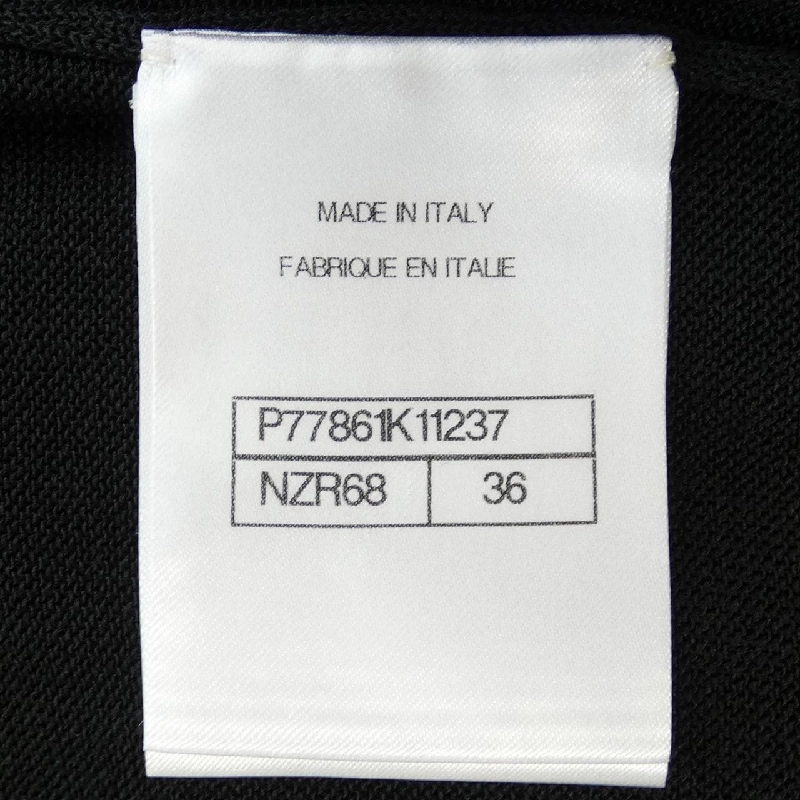 MADE IN ITALY
FABRIQUE EN ITALIE
P77861K11237
NZR68 36